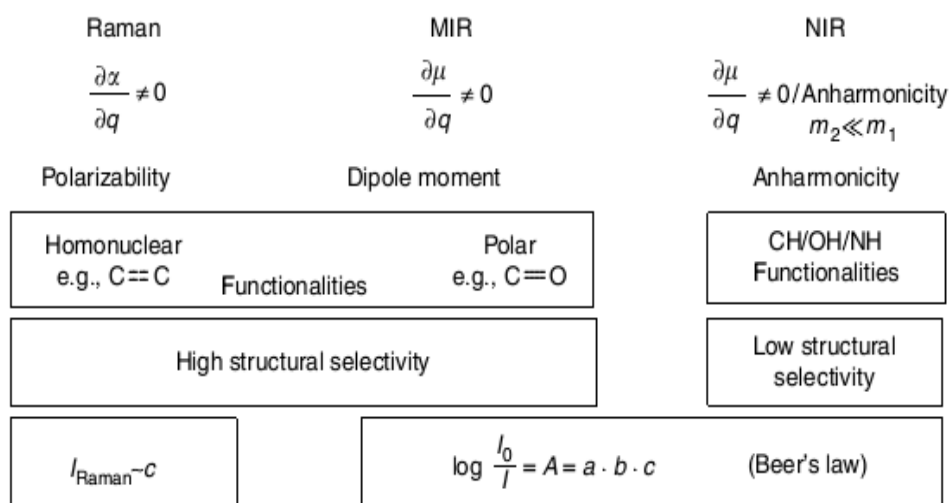 Raman MIR NIR
∂α/∂q ≠ 0 ∂μ/∂q ≠ 0 ∂μ/∂q ≠ 0/Anharmonicity
m₂≪m₁
Polarizability Dipole moment Anharmonicity
Homonuclear
e.g., C=C
Functionalities
Polar
e.g., C=O
CH/OH/NH
Functionalities
High structural selectivity
Low structural
selectivity
I_Raman~c
log I₀/I = A = a · b · c (Beer's law)